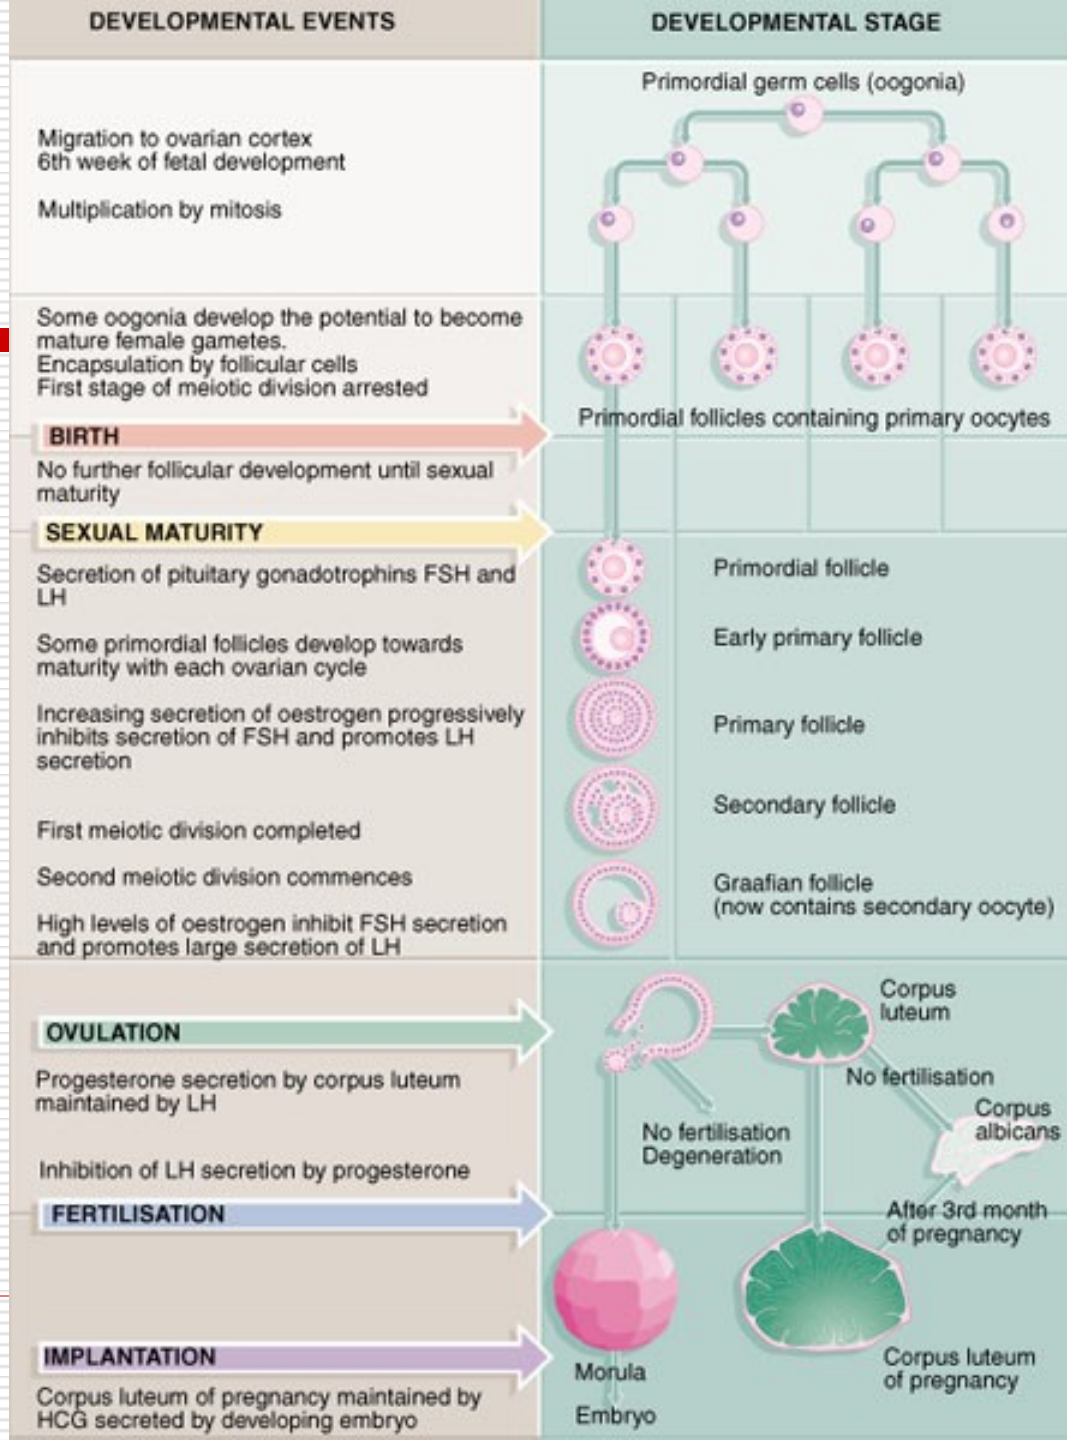 DEVELOPMENTAL EVENTS
DEVELOPMENTAL STAGE
Primordial germ cells (oogonia)
Migration to ovarian cortex
6th week of fetal development
Multiplication by mitosis
Some oogonia develop the potential to become
mature female gametes.
Encapsulation by follicular cells
First stage of meiotic division arrested
Primordial follicles containing primary oocytes
BIRTH
No further follicular development until sexual
maturity
SEXUAL MATURITY
Secretion of pituitary gonadotrophins FSH and
LH
Primordial follicle
Some primordial follicles develop towards
maturity with each ovarian cycle
Early primary follicle
Increasing secretion of oestrogen progressively
inhibits secretion of FSH and promotes LH
secretion
Primary follicle
Secondary follicle
First meiotic division completed
Second meiotic division commences
Graafian follicle
(now contains secondary oocyte)
High levels of oestrogen inhibit FSH secretion
and promotes large secretion of LH
Corpus
luteum
OVULATION
Progesterone secretion by corpus luteum
maintained by LH
No fertilisation
Corpus
albicans
No fertilisation
Degeneration
Inhibition of LH secretion by progesterone
FERTILISATION
After 3rd month
of pregnancy
IMPLANTATION
Morula
Corpus luteum
of pregnancy
Corpus luteum of pregnancy maintained by
HCG secreted by developing embryo
Embryo